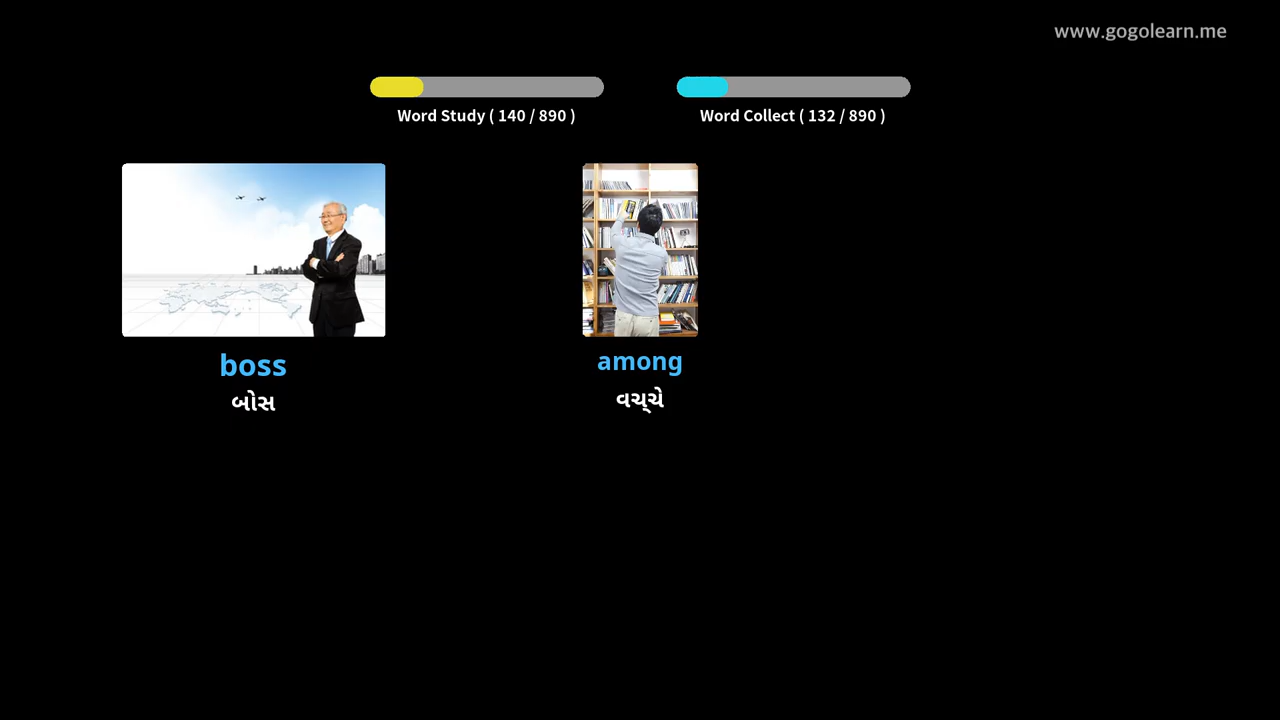 www.gogolearn.me
Word Study ( 140 / 890 )
Word Collect ( 132 / 890 )
boss
બોસ
among
વચ્ચે